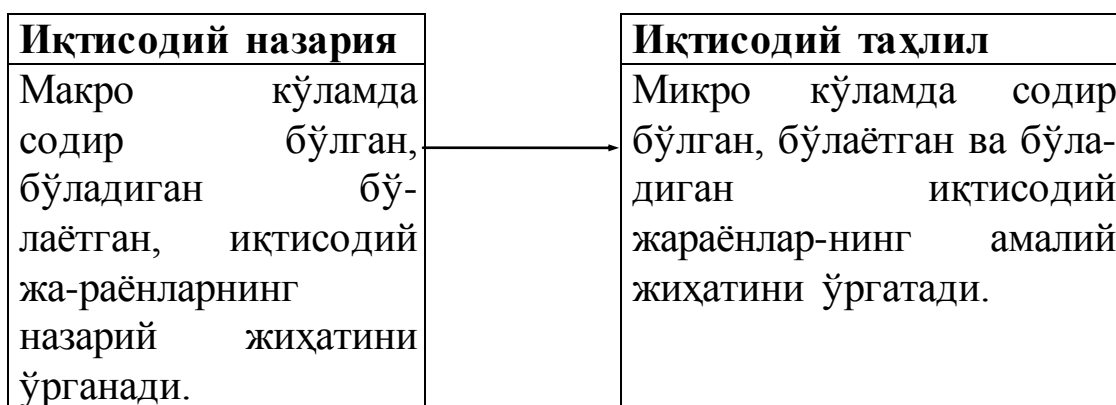 Иқтисодий назария
Макро кўламда
содир бўлган,
бўладиган бў-
лаётган, иқтисодий
жа-раёнларнинг
назарий жиҳатини
ўрганади.
Иқтисодий таҳлил
Микро кўламда содир
бўлган, бўлаётган ва бўла-
диган иқтисодий
жараёнлар-нинг амалий
жиҳатини ўргатади.